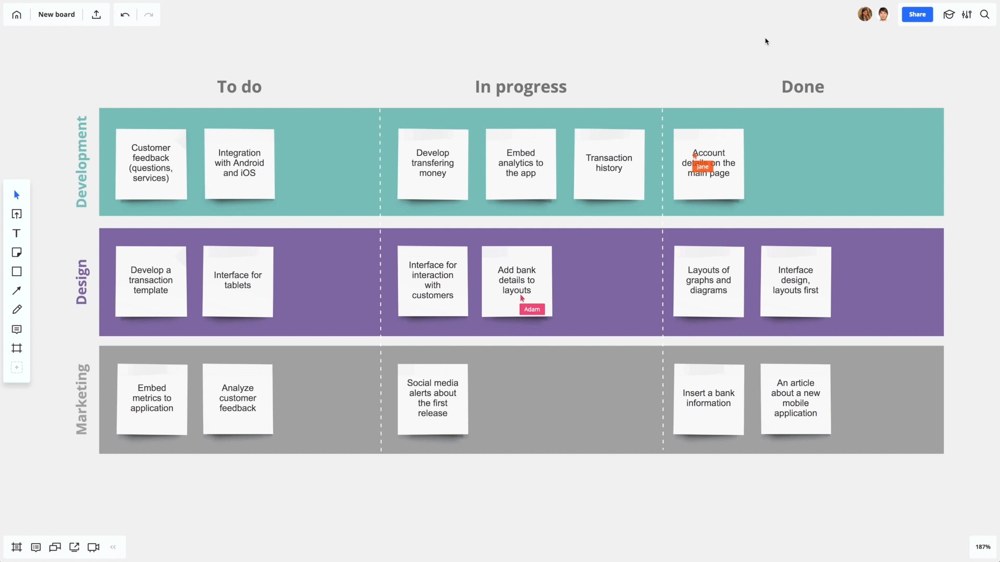 New board
Share
To do
In progress
Done
Development
Customer
feedback
(questions,
services)
Integration
with Android
and iOS
Develop
transfering
money
Embed
analytics to
the app
Transaction
history
Account
details on the
main page
Jane
Design
Develop a
transaction
template
Interface for
tablets
Interface for
interaction
with
customers
Add bank
details to
layouts
Adam
Layouts of
graphs and
diagrams
Interface
design,
layouts first
Marketing
Embed
metrics to
application
Analyze
customer
feedback
Social media
alerts about
the first
release
Insert a bank
information
An article
about a new
mobile
application
187%